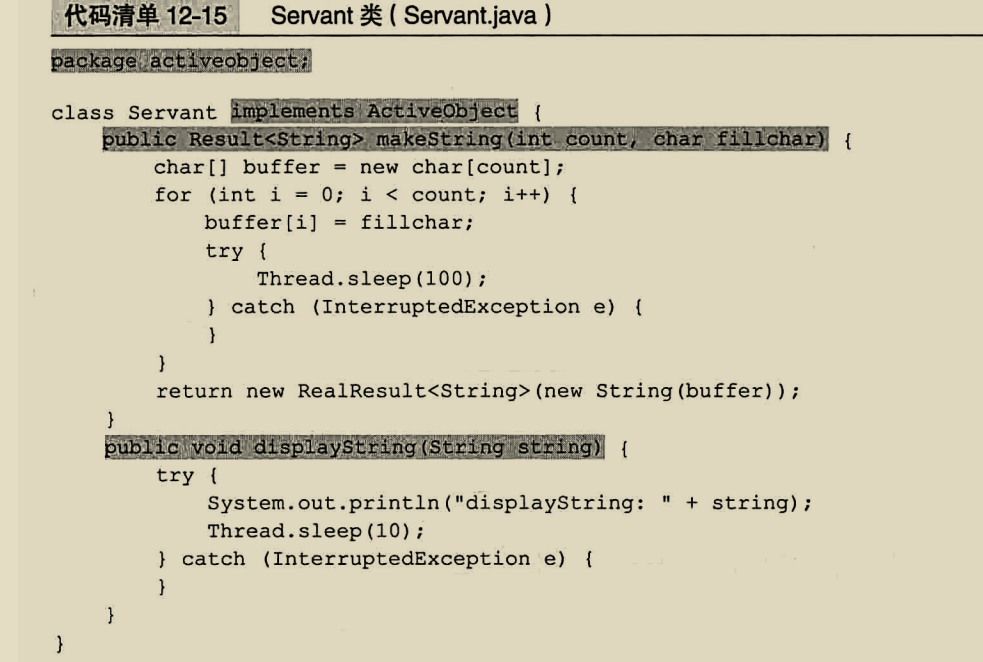 代码清单 12-15 Servant 类 ( Servant.java )
package activeobject;
class Servant implements ActiveObject {
    public Result<String> makeString(int count, char fillchar) {
        char[] buffer = new char[count];
        for (int i = 0; i < count; i++) {
            buffer[i] = fillchar;
            try {
                Thread.sleep(100);
            } catch (InterruptedException e) {
            }
        }
        return new RealResult<String>(new String(buffer));
    }
    public void displayString(String string) {
        try {
            System.out.println("displayString: " + string);
            Thread.sleep(10);
        } catch (InterruptedException e) {
        }
    }
}